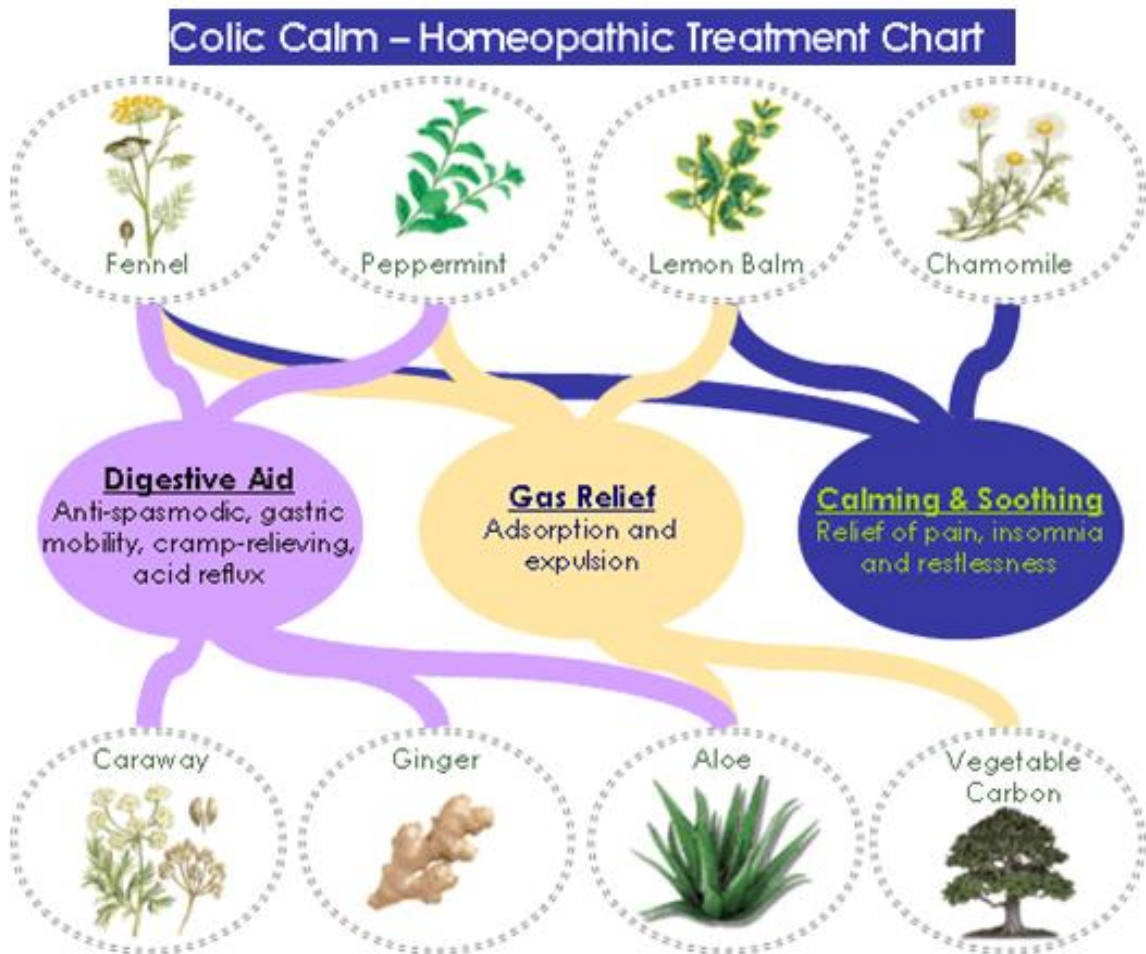 Colic Calm – Homeopathic Treatment Chart
Fennel
Peppermint
Lemon Balm
Chamomile
Digestive Aid
Anti-spasmodic, gastric
mobility, cramp-relieving,
acid reflux
Gas Relief
Adsorption and
expulsion
Calming & Soothing
Relief of pain, insomnia
and restlessness
Caraway
Ginger
Aloe
Vegetable
Carbon